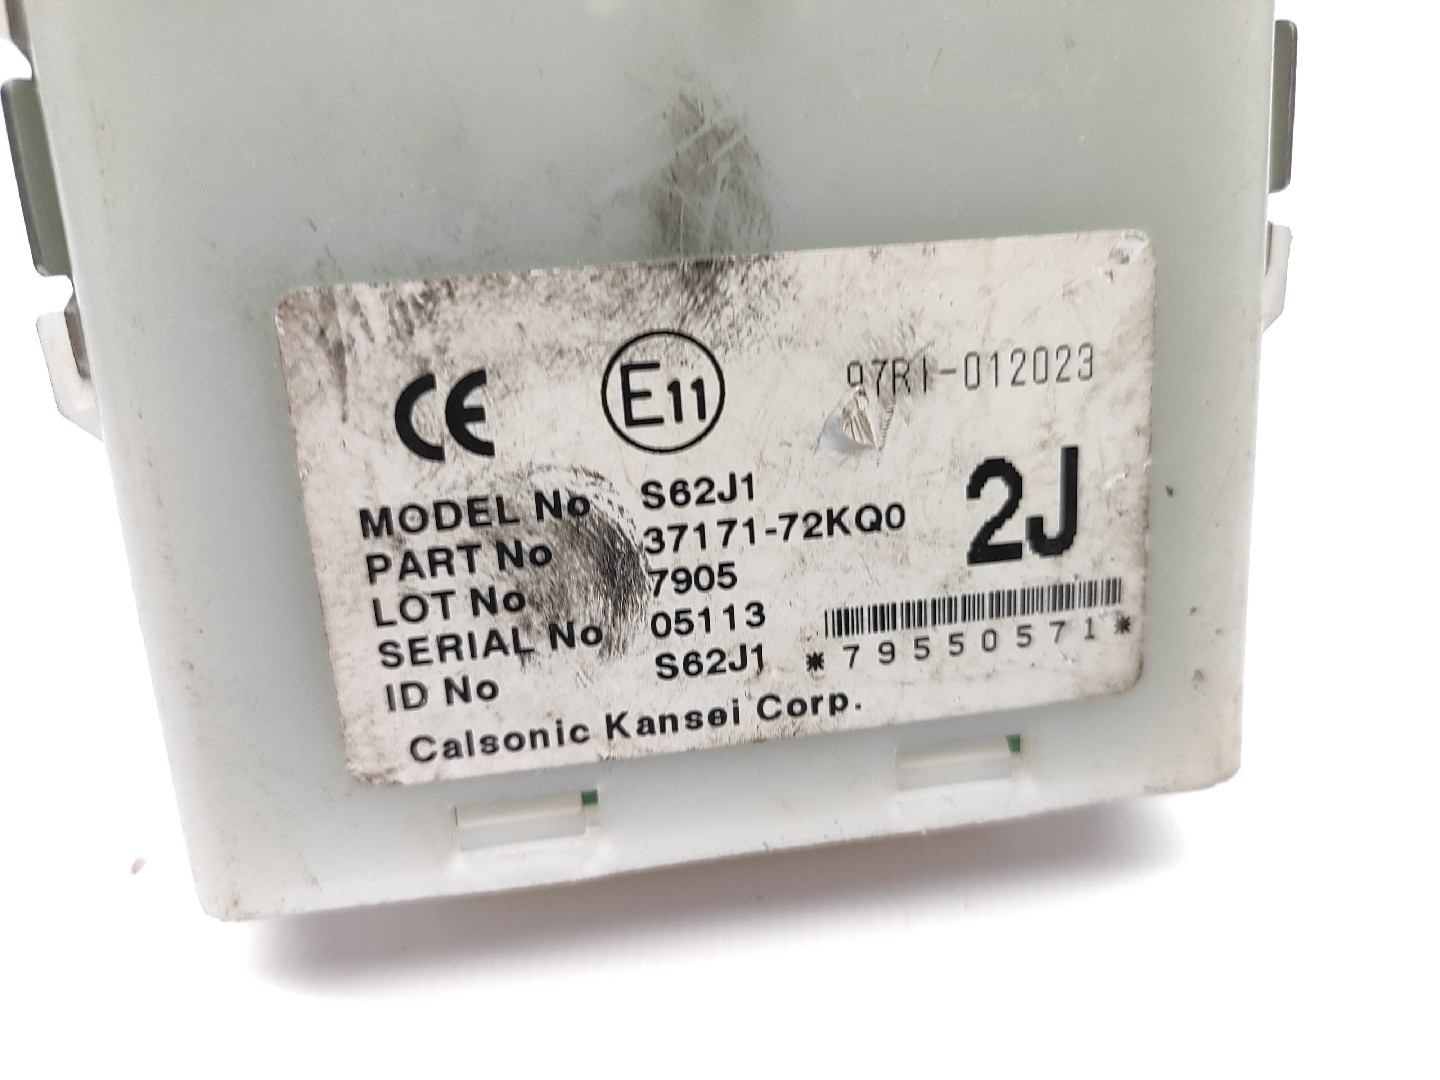 CE E11 97R1-012023
MODEL No S62J1
PART No 37171-72KQ0
2J
LOT No 7905
SERIAL No 05113
ID No S62J1
*79550571*
Calsonic Kansei Corp.